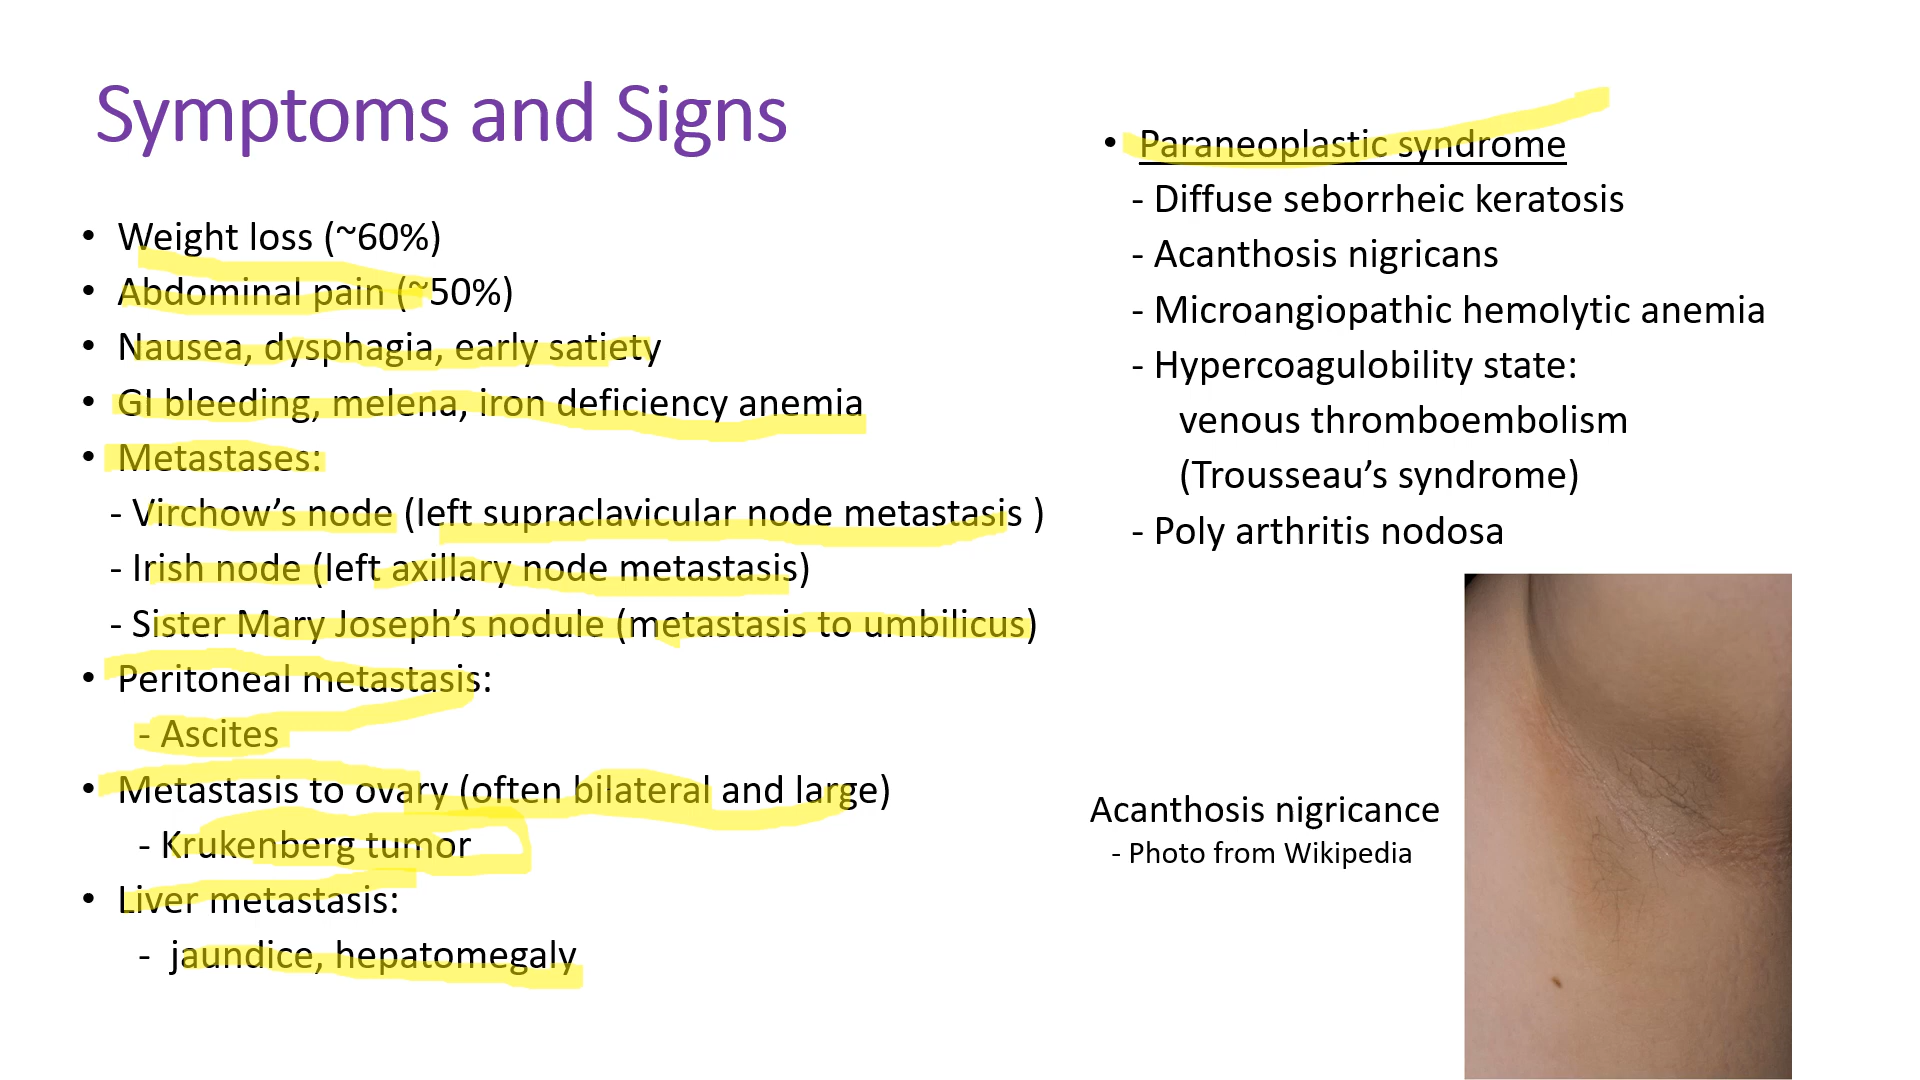 Symptoms and Signs
• Weight loss (~60%)
• Abdominal pain (~50%)
• Nausea, dysphagia, early satiety
• GI bleeding, melena, iron deficiency anemia
• Metastases:
- Virchow’s node (left supraclavicular node metastasis )
- Irish node (left axillary node metastasis)
- Sister Mary Joseph’s nodule (metastasis to umbilicus)
• Peritoneal metastasis:
- Ascites
• Metastasis to ovary (often bilateral and large)
- Krukenberg tumor
• Liver metastasis:
- jaundice, hepatomegaly
• Paraneoplastic syndrome
- Diffuse seborrheic keratosis
- Acanthosis nigricans
- Microangiopathic hemolytic anemia
- Hypercoagulobility state:
venous thromboembolism
(Trousseau’s syndrome)
- Poly arthritis nodosa
Acanthosis nigricance
- Photo from Wikipedia